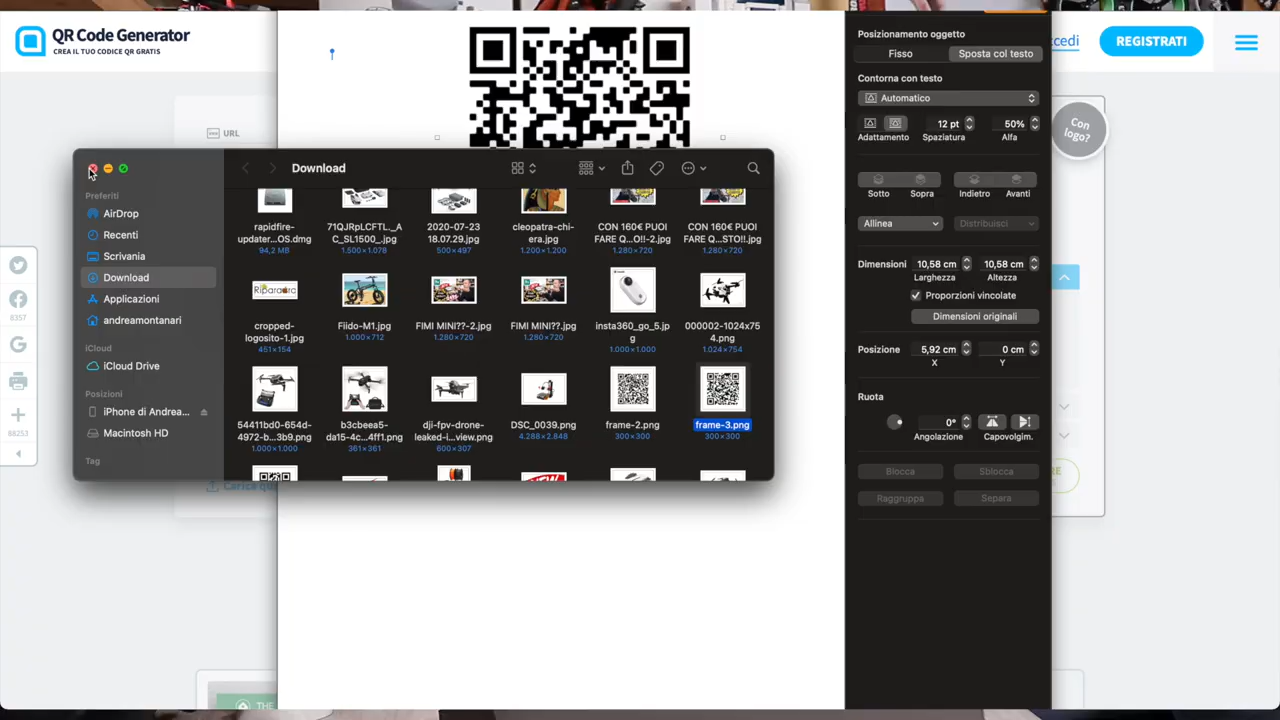 QR Code Generator
CREA IL TUO CODICE QR GRATIS
URL
REGISTRATI
Con
logo?
8357
88253
Download
Preferiti
AirDrop
Recenti
Scrivania
Download
Applicazioni
andreamontanari
iCloud
iCloud Drive
Posizioni
iPhone di Andrea...
Macintosh HD
Tag
rapidfire-
updater...OS.dmg
94,2 MB
71QJRpLCFTL._A
C_SL1500_.jpg
1.500×1.078
2020-07-23
18.07.29.jpg
500×497
cleopatra-chi-
era.jpg
1.200×1.200
CON 160€ PUOI
FARE Q...O!!-2.jpg
1.280×720
CON 160€ PUOI
FARE Q...STO!!.jpg
1.280×720
cropped-
logosito-1.jpg
451×154
Fiido-M1.jpg
1.000×712
FIMI MINI??-2.jpg
1.280×720
FIMI MINI??.jpg
1.280×720
insta360_go_5.jp
g
1.000×1.000
000002-1024x75
4.png
1.024×754
54411bd0-654d-
4972-b...3b9.png
1.000×1.000
b3cbeea5-
da15-4c...4ff1.png
361×361
dji-fpv-drone-
leaked-i...view.png
600×307
DSC_0039.png
4.288×2.848
frame-2.png
300×300
frame-3.png
300×300
Posizionamento oggetto
Fisso
Sposta col testo
Contorna con testo
Automatico
12 pt
50%
Adattamento
Spaziatura
Alfa
Sotto
Sopra
Indietro
Avanti
Allinea
Distribuisci
Dimensioni
10,58 cm
10,58 cm
Larghezza
Altezza
Proporzioni vincolate
Dimensioni originali
Posizione
5,92 cm
0 cm
X
Y
Ruota
0°
Angolazione
Capovolgim.
Blocca
Sblocca
Raggruppa
Separa
THE